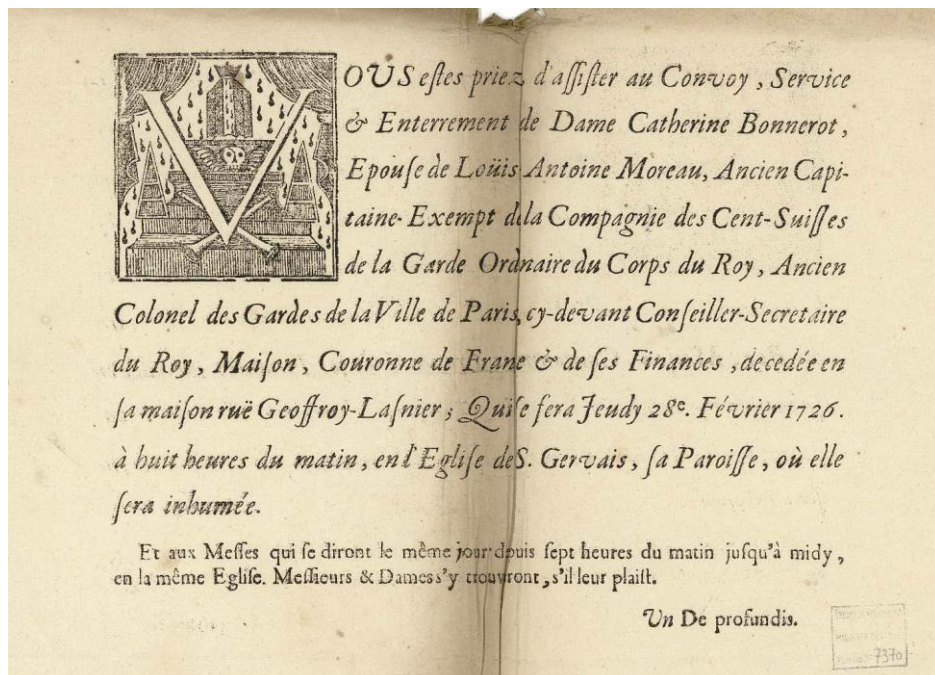 VOUS estes priez d'assister au Convoy, Service
& Enterrement de Dame Catherine Bonnerot,
Epouse de Loüis Antoine Moreau, Ancien Capi-
taine-Exempt de la Compagnie des Cent-Suisses
de la Garde Ordinaire du Corps du Roy, Ancien
Colonel des Gardes de la Ville de Paris, cy-devant Conseiller-Secretaire
du Roy, Maison, Couronne de France & de ses Finances, decedée en
sa maison ruë Geoffroy-Lasnier; Qui se fera Jeudy 28e. Février 1726.
à huit heures du matin, en l'Eglise de S. Gervais, sa Paroisse, où elle
sera inhumée.
Et aux Messes qui se diront le même jour depuis sept heures du matin jusqu'à midy,
en la même Eglise. Messieurs & Dames s'y trouvront, s'il leur plaist.
Un De profundis.
7370